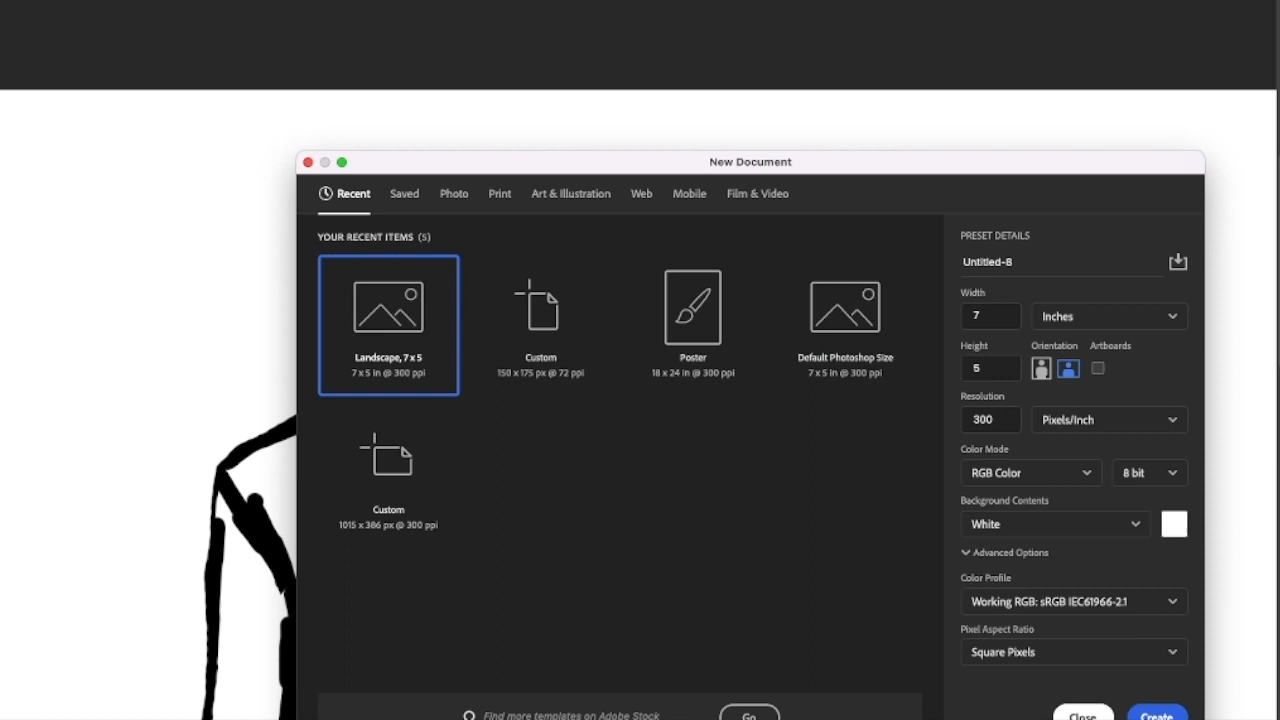 New Document
Recent Saved Photo Print Art & Illustration Web Mobile Film & Video
YOUR RECENT ITEMS (5)
Landscape, 7 x 5
7 x 5 in @ 300 ppi
Custom
150 x 175 px @ 72 ppi
Poster
18 x 24 in @ 300 ppi
Default Photoshop Size
7 x 5 in @ 300 ppi
Custom
1015 x 386 px @ 300 ppi
Find more templates on Adobe Stock
Go
PRESET DETAILS
Untitled-8
Width
7 Inches
Height Orientation Artboards
5
Resolution
300 Pixels/Inch
Color Mode
RGB Color 8 bit
Background Contents
White
Advanced Options
Color Profile
Working RGB: sRGB IEC61966-2.1
Pixel Aspect Ratio
Square Pixels
Close Create